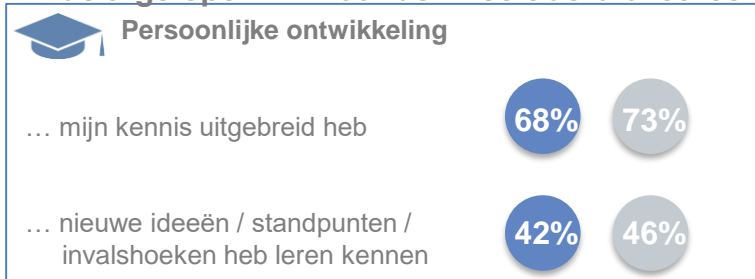 Persoonlijke ontwikkeling
… mijn kennis uitgebreid heb
68% 73%
… nieuwe ideeën / standpunten /
invalshoeken heb leren kennen
42% 46%